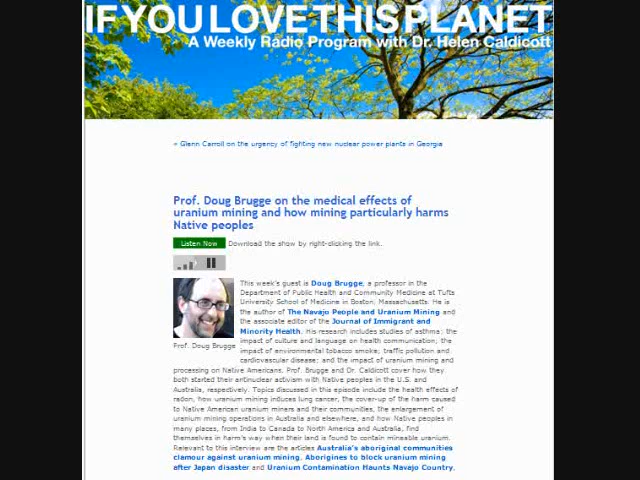 IF YOU LOVE THIS PLANET
A Weekly Radio Program with Dr. Helen Caldicott
« Glenn Carroll on the urgency of fighting new nuclear power plants in Georgia
Prof. Doug Brugge on the medical effects of
uranium mining and how mining particularly harms
Native peoples
Listen Now Download the show by right-clicking the link.
This week's guest is Doug Brugge, a professor in the
Department of Public Health and Community Medicine at Tufts
University School of Medicine in Boston, Massachusetts. He is
the author of The Navajo People and Uranium Mining and
the associate editor of the Journal of Immigrant and
Minority Health. His research includes studies of asthma; the
impact of culture and language on health communication; the
impact of environmental tobacco smoke; traffic pollution and
cardiovascular disease; and the impact of uranium mining and
Prof. Doug Brugge
processing on Native Americans. Prof. Brugge and Dr. Caldicott cover how they
both started their antinuclear activism with Native peoples in the U.S. and
Australia, respectively. Topics discussed in this episode include the health effects of
radon, how uranium mining induces lung cancer, the cover-up of the harm caused
to Native American uranium miners and their communities, the enlargement of
uranium mining operations in Australia and elsewhere, and how Native peoples in
many places, from India to Canada to North America and Australia, find
themselves in harm's way when their land is found to contain mineable uranium.
Relevant to this interview are the articles Australia's aboriginal communities
clamour against uranium mining, Aborigines to block uranium mining
after Japan disaster and Uranium Contamination Haunts Navajo Country.